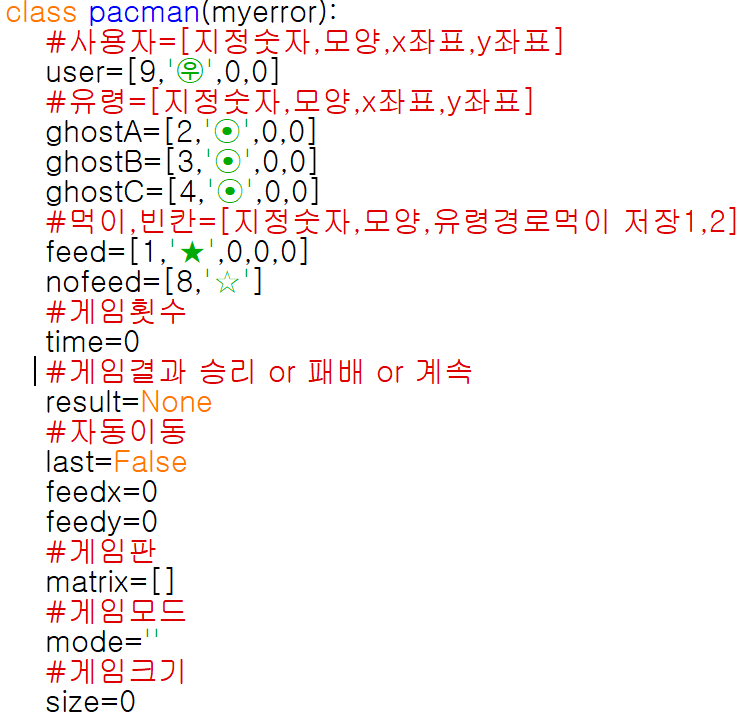 class pacman(myerror):
#사용자=[지정숫자,모양,x좌표,y좌표]
user=[9,'㉾',0,0]
#유령=[지정숫자,모양,x좌표,y좌표]
ghostA=[2,'⊙',0,0]
ghostB=[3,'⊙',0,0]
ghostC=[4,'⊙',0,0]
#먹이,빈칸=[지정숫자,모양,유령경로먹이 저장1,2]
feed=[1,'★',0,0,0]
nofeed=[8,'☆']
#게임횟수
time=0
#게임결과 승리 or 패배 or 계속
result=None
#자동이동
last=False
feedx=0
feedy=0
#게임판
matrix=[]
#게임모드
mode=''
#게임크기
size=0